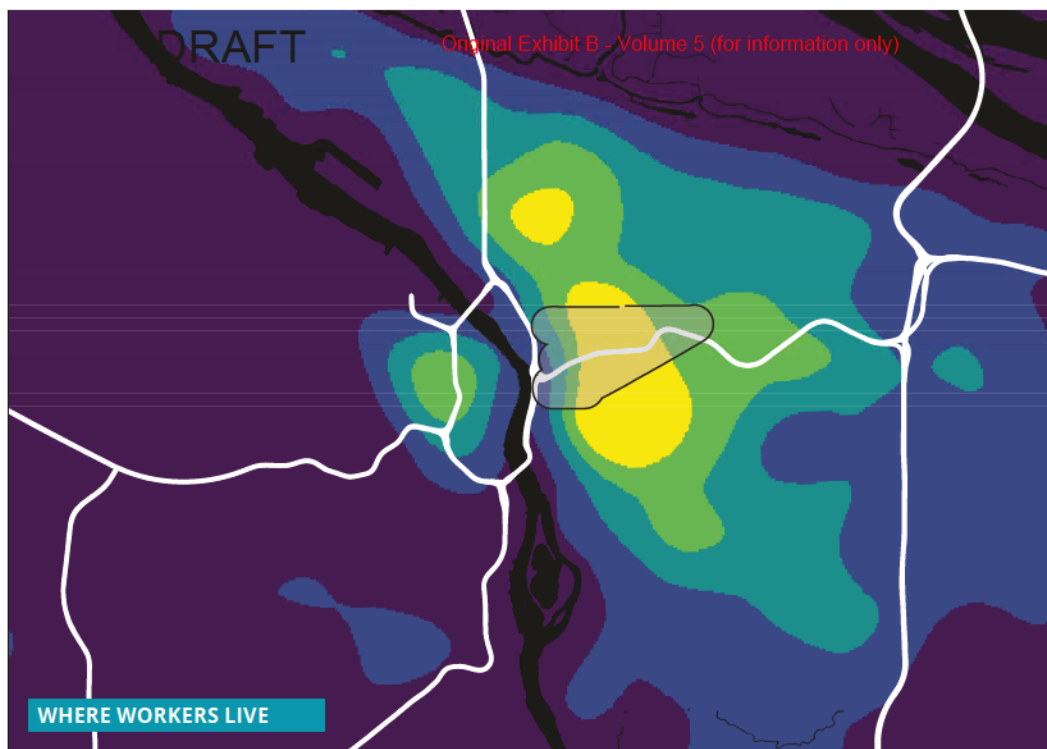 DRAFT
Original Exhibit B - Volume 5 (for information only)
WHERE WORKERS LIVE